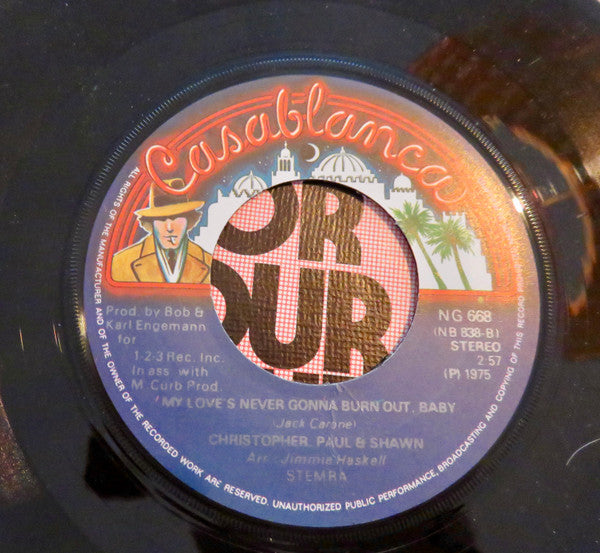 Casablanca
ALL RIGHTS OF THE MANUFACTURER AND OF THE OWNER OF THE RECORDED WORK ARE RESERVED. UNAUTHORIZED PUBLIC PERFORMANCE, BROADCASTING AND COPYING OF THIS RECORD
OR
OUR
Prod. by Bob &
Karl Engemann
for
1-2-3 Rec. Inc.
In ass with
M. Curb Prod.
NG 668
(NB 838-B)
STEREO
2:57
(P) 1975
MY LOVE'S NEVER GONNA BURN OUT, BABY
(Jack Carone)
CHRISTOPHER, PAUL & SHAWN
Arr.: Jimmie Haskell
STEMRA